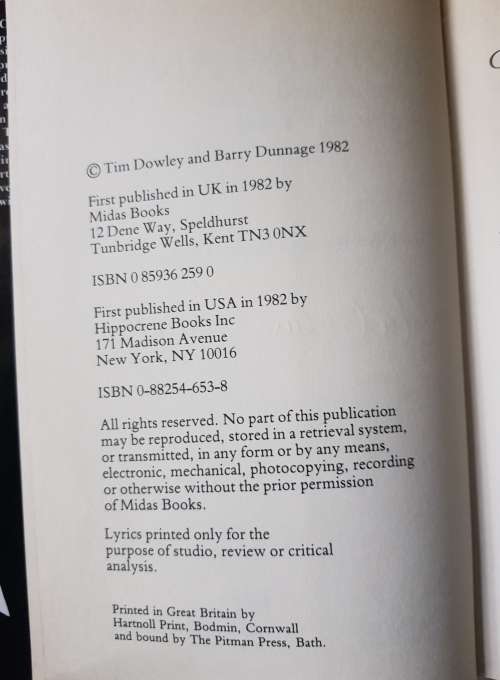 © Tim Dowley and Barry Dunnage 1982
First published in UK in 1982 by
Midas Books
12 Dene Way, Speldhurst
Tunbridge Wells, Kent TN3 0NX
ISBN 0 85936 259 0
First published in USA in 1982 by
Hippocrene Books Inc
171 Madison Avenue
New York, NY 10016
ISBN 0-88254-653-8
All rights reserved. No part of this publication
may be reproduced, stored in a retrieval system,
or transmitted, in any form or by any means,
electronic, mechanical, photocopying, recording
or otherwise without the prior permission
of Midas Books.
Lyrics printed only for the
purpose of studio, review or critical
analysis.
Printed in Great Britain by
Hartnoll Print, Bodmin, Cornwall
and bound by The Pitman Press, Bath.